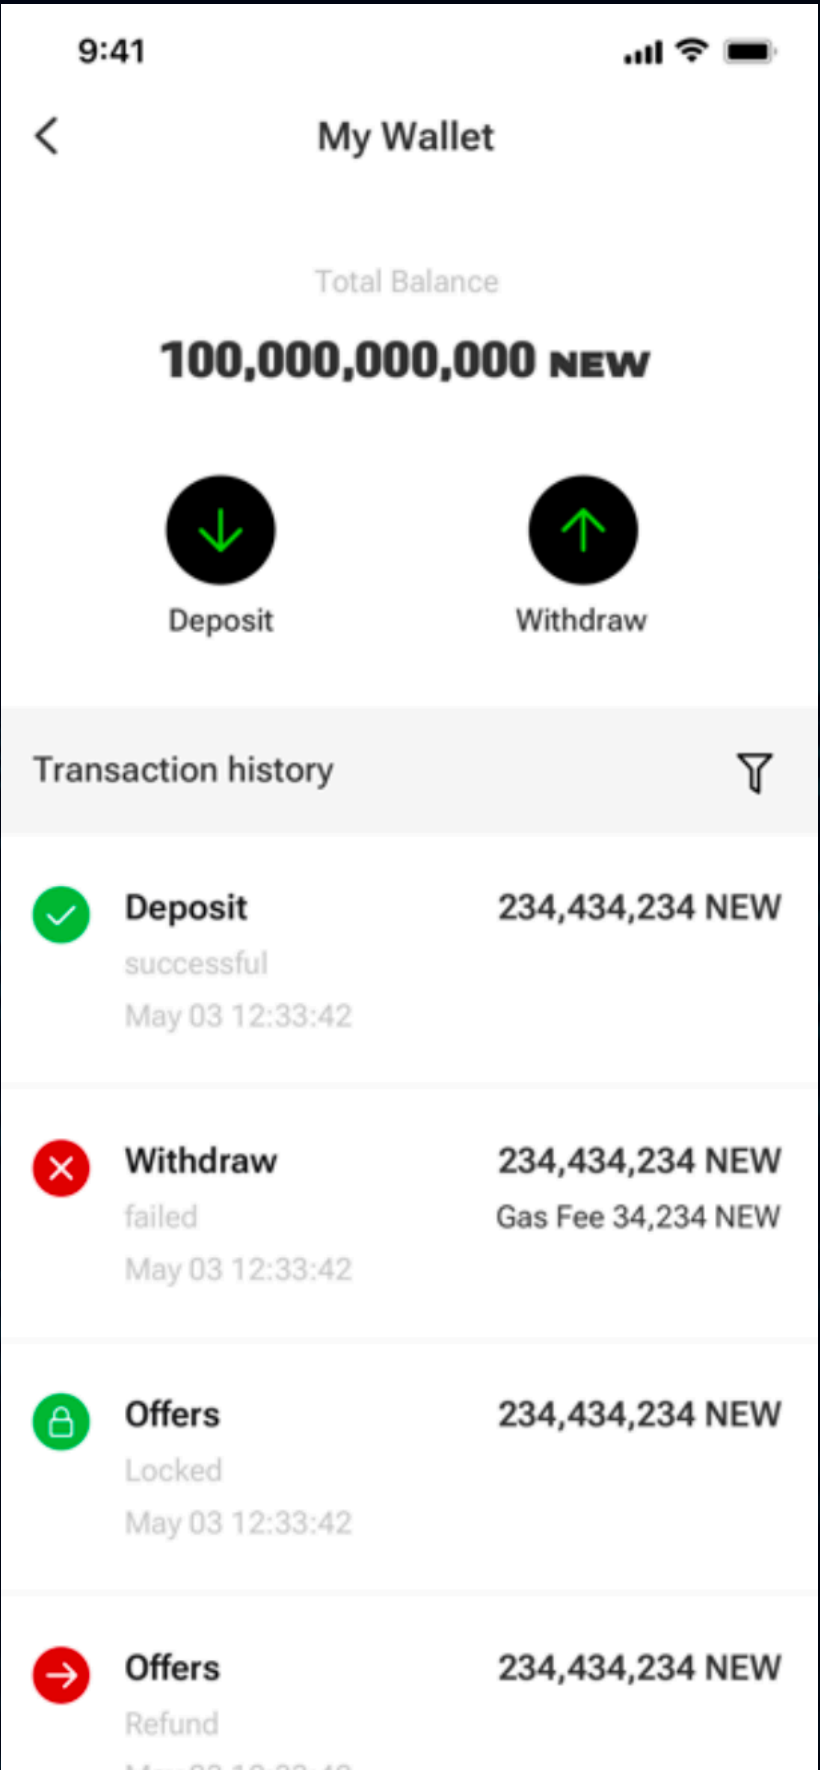 9:41
My Wallet
Total Balance
100,000,000,000 NEW
Deposit Withdraw
Transaction history
Deposit 234,434,234 NEW
successful
May 03 12:33:42
Withdraw 234,434,234 NEW
failed Gas Fee 34,234 NEW
May 03 12:33:42
Offers 234,434,234 NEW
Locked
May 03 12:33:42
Offers 234,434,234 NEW
Refund